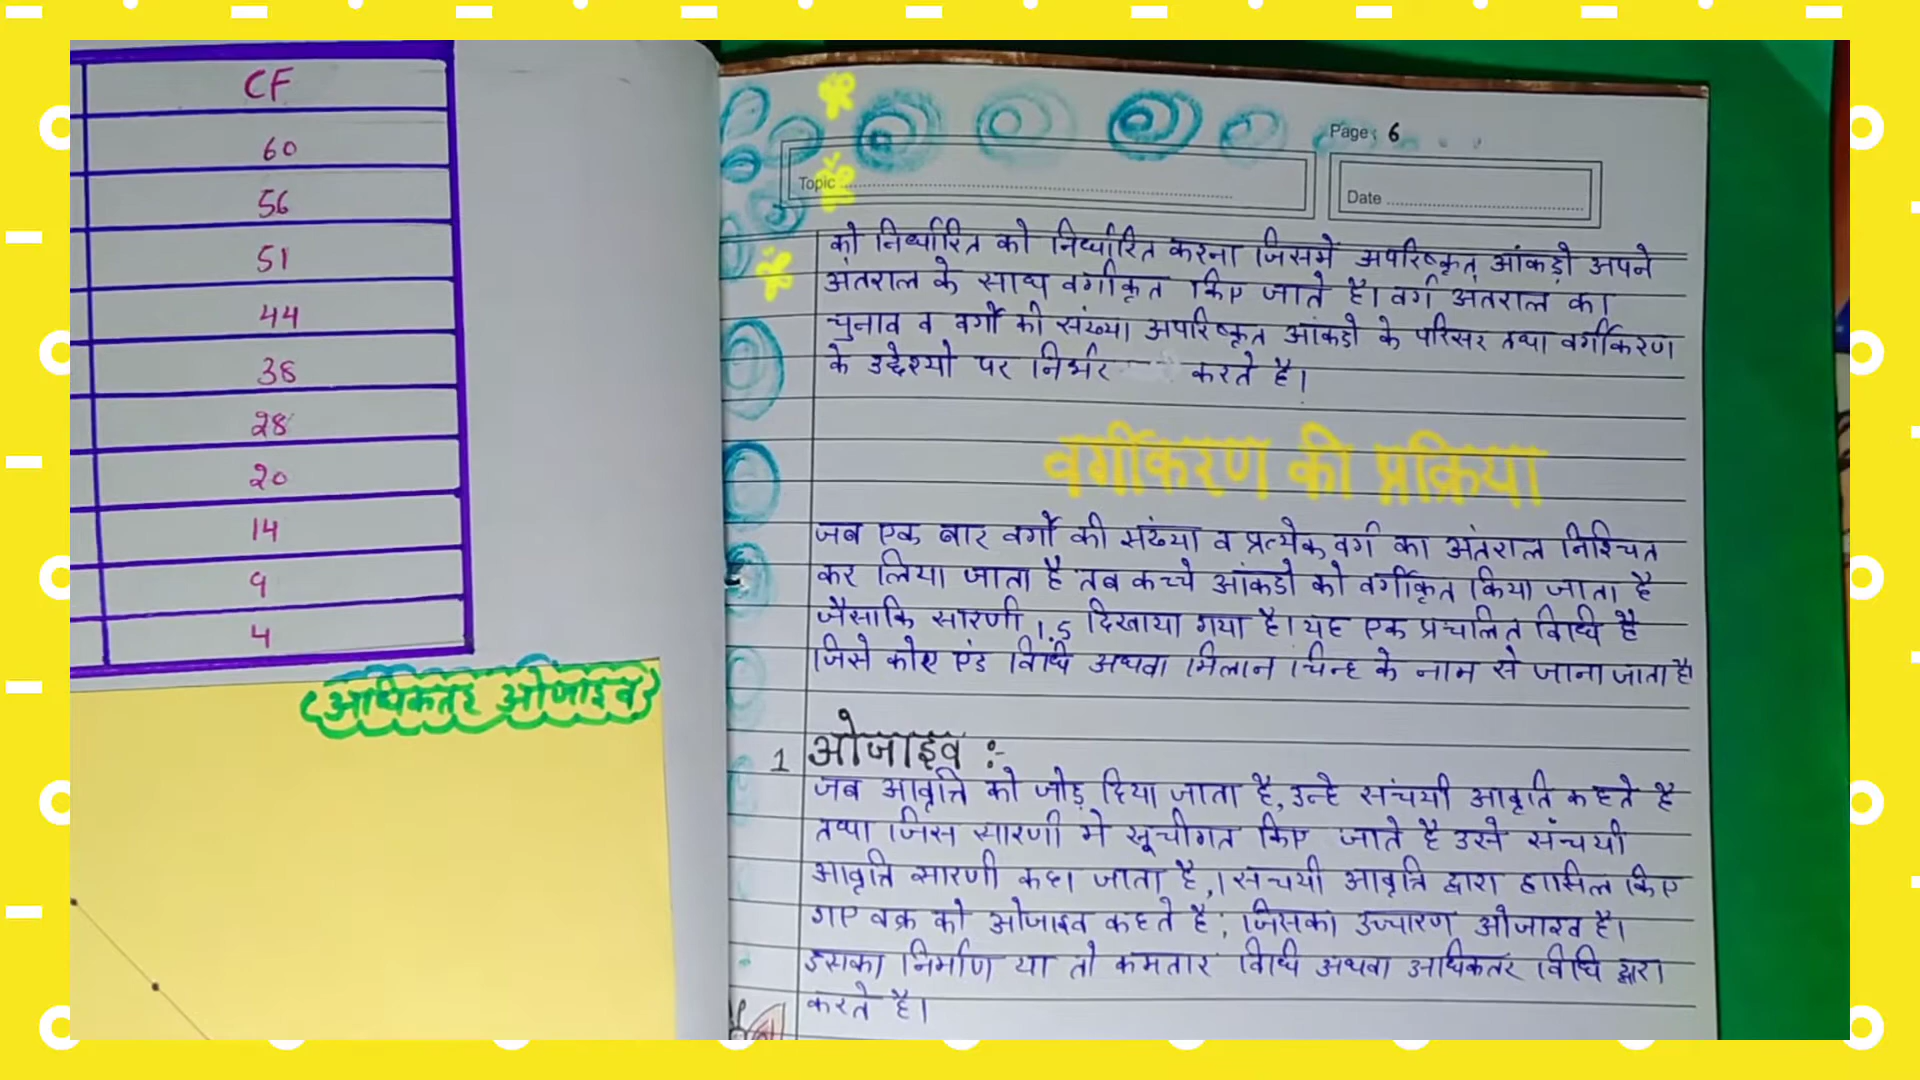 CF
60
56
51
44
38
28
20
14
9
4
(अधिकतर ओजाइव)
Page: 6
Topic
Date
को निर्धारित को निर्धारित करना जिसमें अपरिष्कृत आंकड़ो अपने
अंतराल के साथ वर्गीकृत किए जाते है। वर्ग अंतराल का
चुनाव व वर्गों की संख्या अपरिष्कृत आंकडो के परिसर तथा वर्गीकरण
के उद्देश्यो पर निर्भर करते है।
वर्गीकरण की प्रक्रिया
जब एक बार वर्गों की संख्या व प्रत्येक वर्ग का अंतराल निश्चित
कर लिया जाता है तब कच्चे आंकडो को वर्गीकृत किया जाता है
जैसाकि सारणी 1.5 दिखाया गया है। यह एक प्रचलित विधि है
जिसे फोर एंड विधि अथवा मिलान चिन्ह के नाम से जाना जाता है।
1 ओजाइव :-
जब आवृत्ति को जोड़ दिया जाता है, उन्हे संचयी आवृति कहते है
तथा जिस सारणी मे सूचीगत किए जाते है उसे संचयी
आवृत्ति सारणी कहा जाता है,। संचयी आवृत्ति द्वारा हासिल किए
गए वक्र को ओजाइव कहते है; जिसका उच्चारण ओजाइव है।
इसका निर्माण या तो कमतार विधि अथवा अधिकतर विधि द्वारा
करते है।